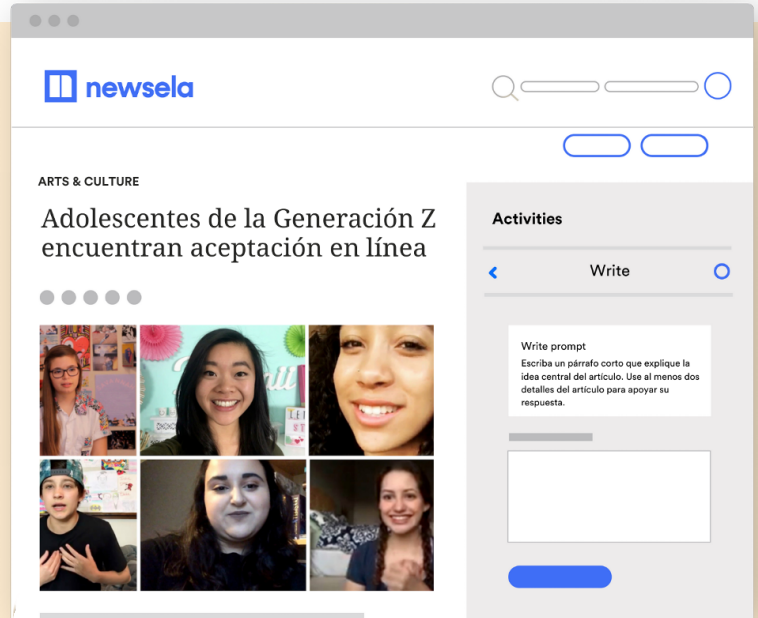 newsela
ARTS & CULTURE
Adolescentes de la Generación Z
encuentran aceptación en línea
Activities
Write
Write prompt
Escriba un párrafo corto que explique la
idea central del artículo. Use al menos dos
detalles del artículo para apoyar su
respuesta.